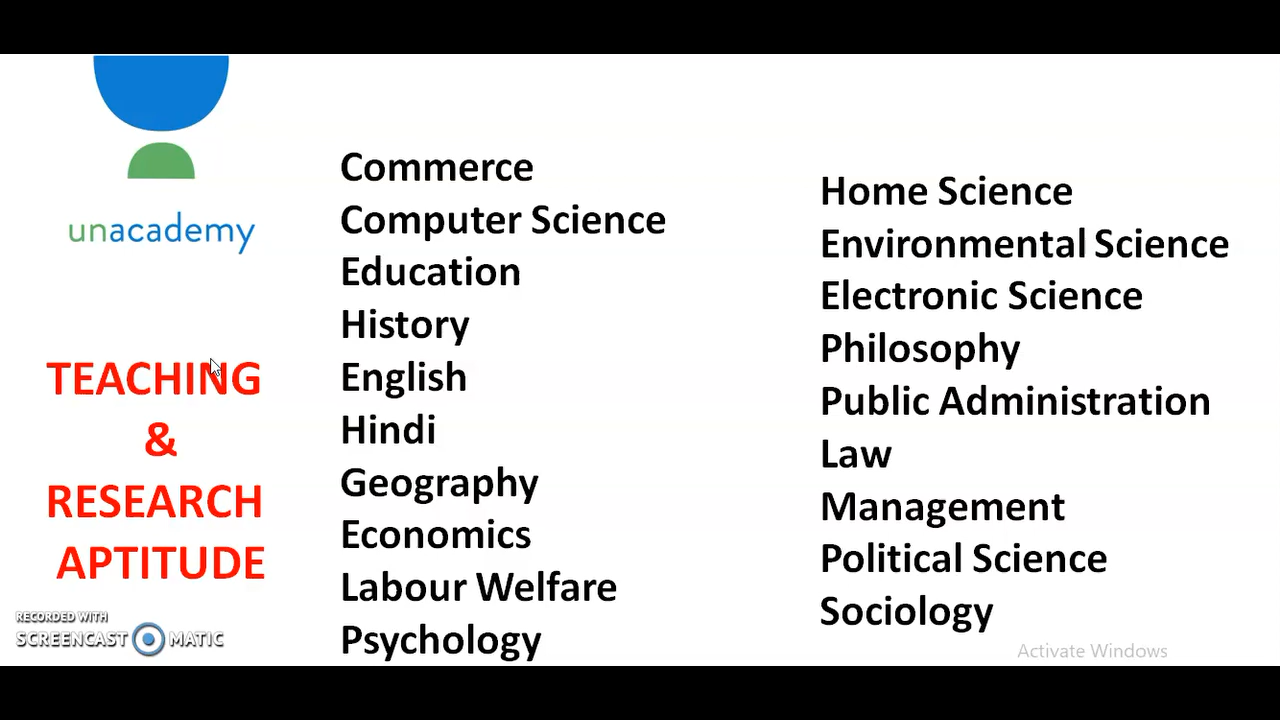 unacademy
TEACHING
&
RESEARCH
APTITUDE
RECORDED WITH
SCREENCAST MATIC
Commerce
Computer Science
Education
History
English
Hindi
Geography
Economics
Labour Welfare
Psychology
Home Science
Environmental Science
Electronic Science
Philosophy
Public Administration
Law
Management
Political Science
Sociology
Activate Windows